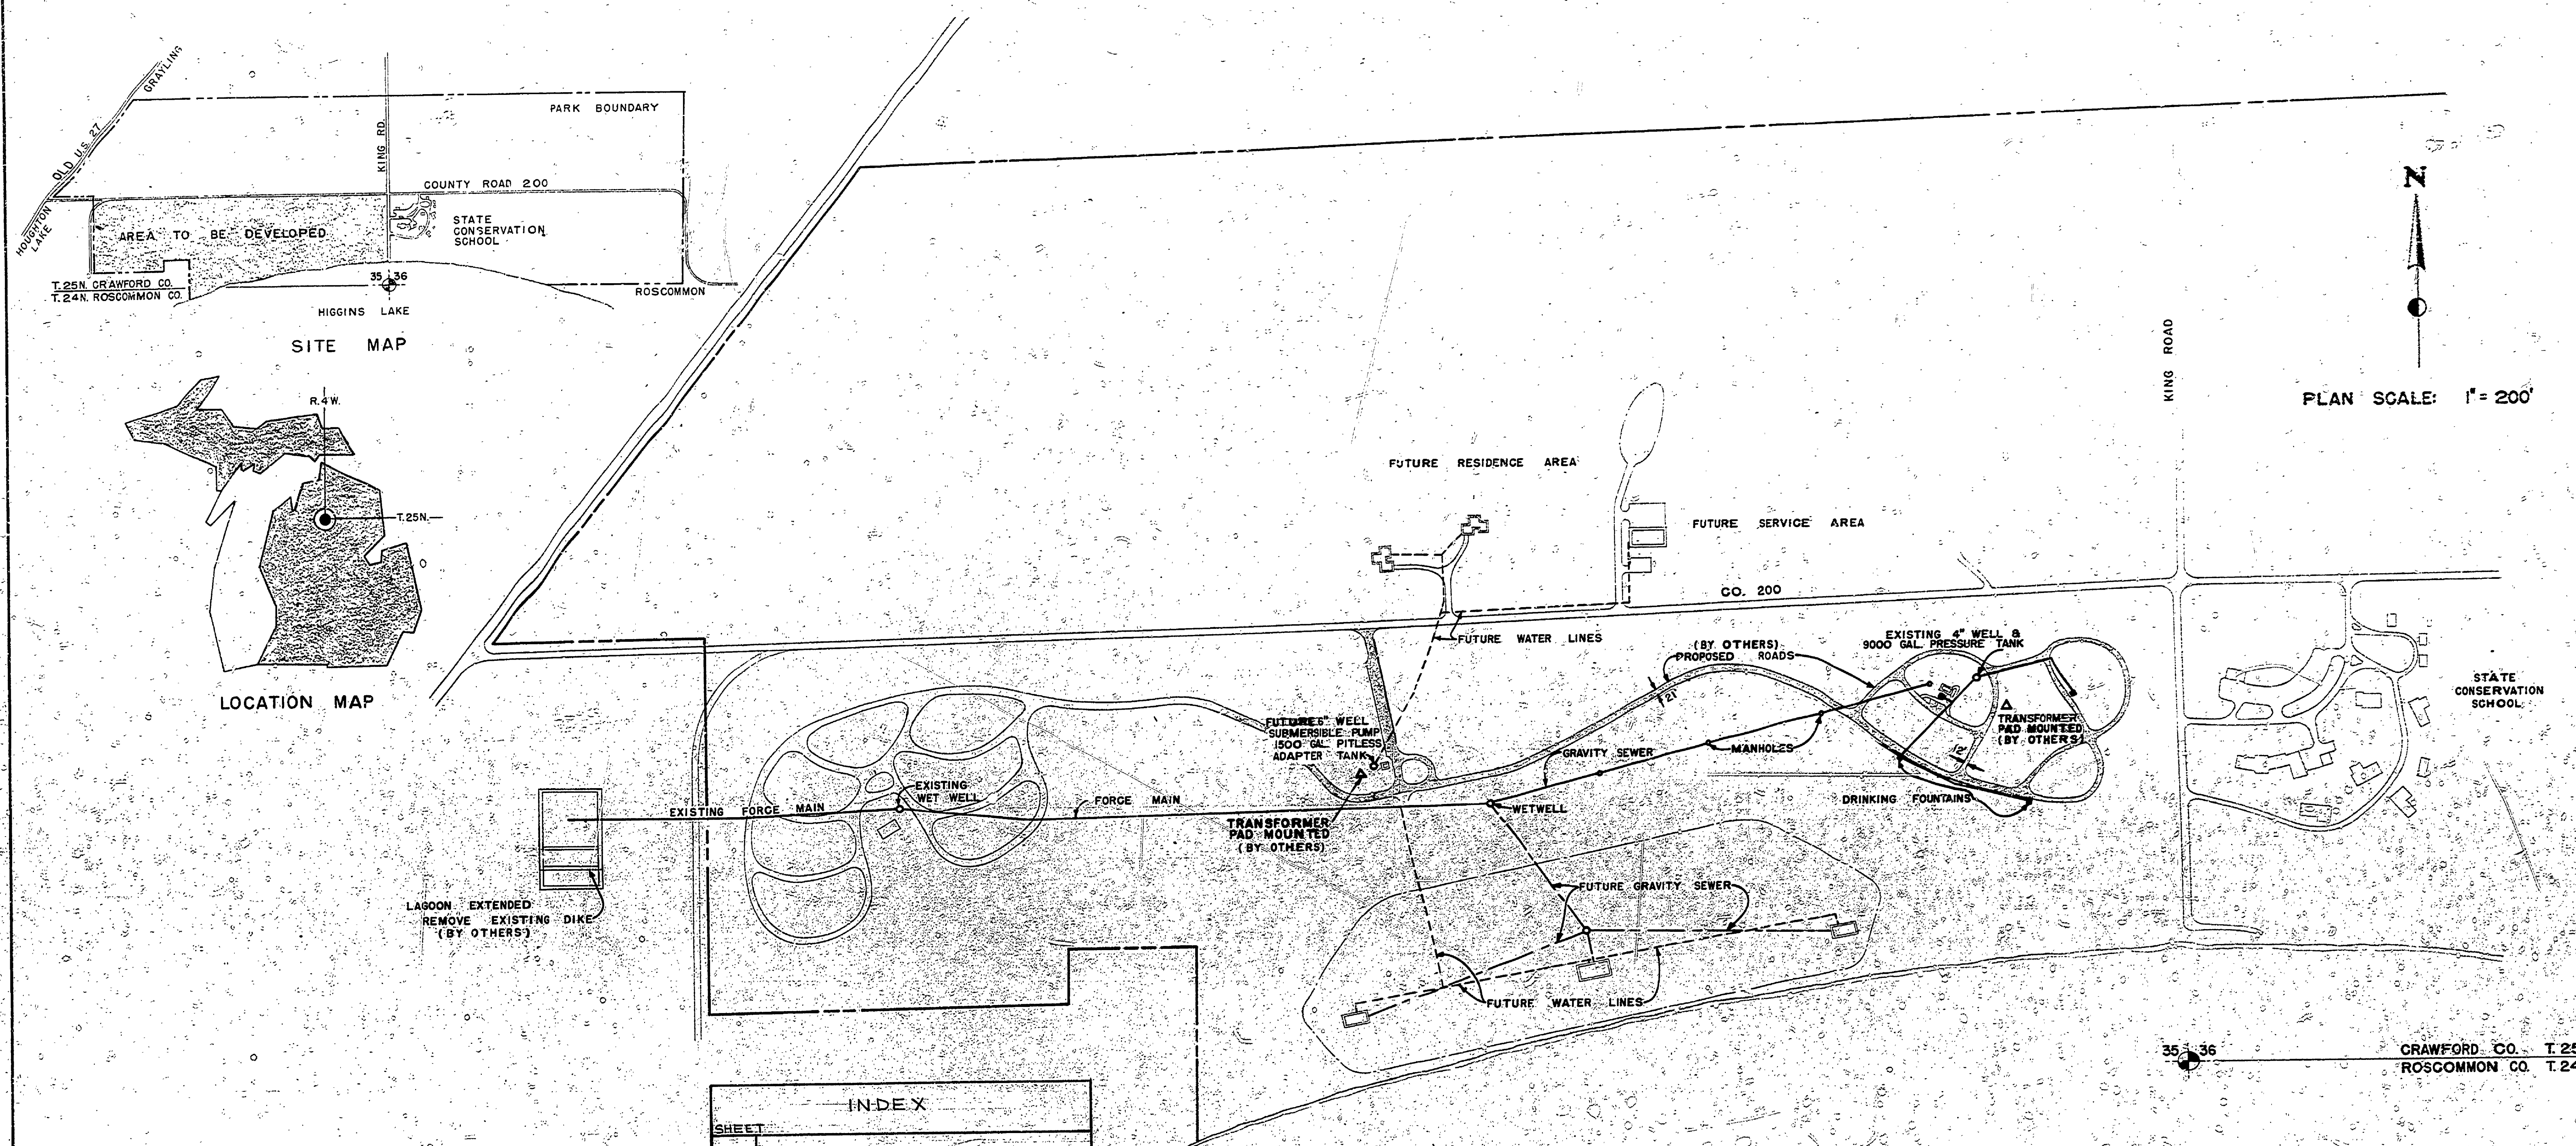 GRAYLING
OLD U.S. 27
HOUGHTON
LAKE
PARK BOUNDARY
KING RD.
COUNTY ROAD 200
STATE
CONSERVATION
SCHOOL
AREA TO BE DEVELOPED
35 36
T.25N. CRAWFORD CO.
T.24N. ROSCOMMON CO.
ROSCOMMON
HIGGINS LAKE
SITE MAP
R.4W.
T.25N.
LOCATION MAP
N
PLAN SCALE: 1" = 200'
KING ROAD
FUTURE RESIDENCE AREA
FUTURE SERVICE AREA
CO. 200
FUTURE WATER LINES
(BY OTHERS)
PROPOSED ROADS
EXISTING 4" WELL &
9000 GAL. PRESSURE TANK
21'
STATE
CONSERVATION
SCHOOL
TRANSFORMER
PAD MOUNTED
(BY OTHERS)
12'
FUTURE 6" WELL
SUBMERSIBLE PUMP
1500 GAL. PITLESS
ADAPTER TANK
GRAVITY SEWER
MANHOLES
DRINKING FOUNTAINS
EXISTING
WET WELL
EXISTING FORCE MAIN
FORCE MAIN
WETWELL
TRANSFORMER
PAD MOUNTED
(BY OTHERS)
LAGOON EXTENDED
REMOVE EXISTING DIKE
(BY OTHERS)
FUTURE GRAVITY SEWER
FUTURE WATER LINES
35 36
CRAWFORD CO. T. 25
ROSCOMMON CO. T. 24
INDEX
SHEET